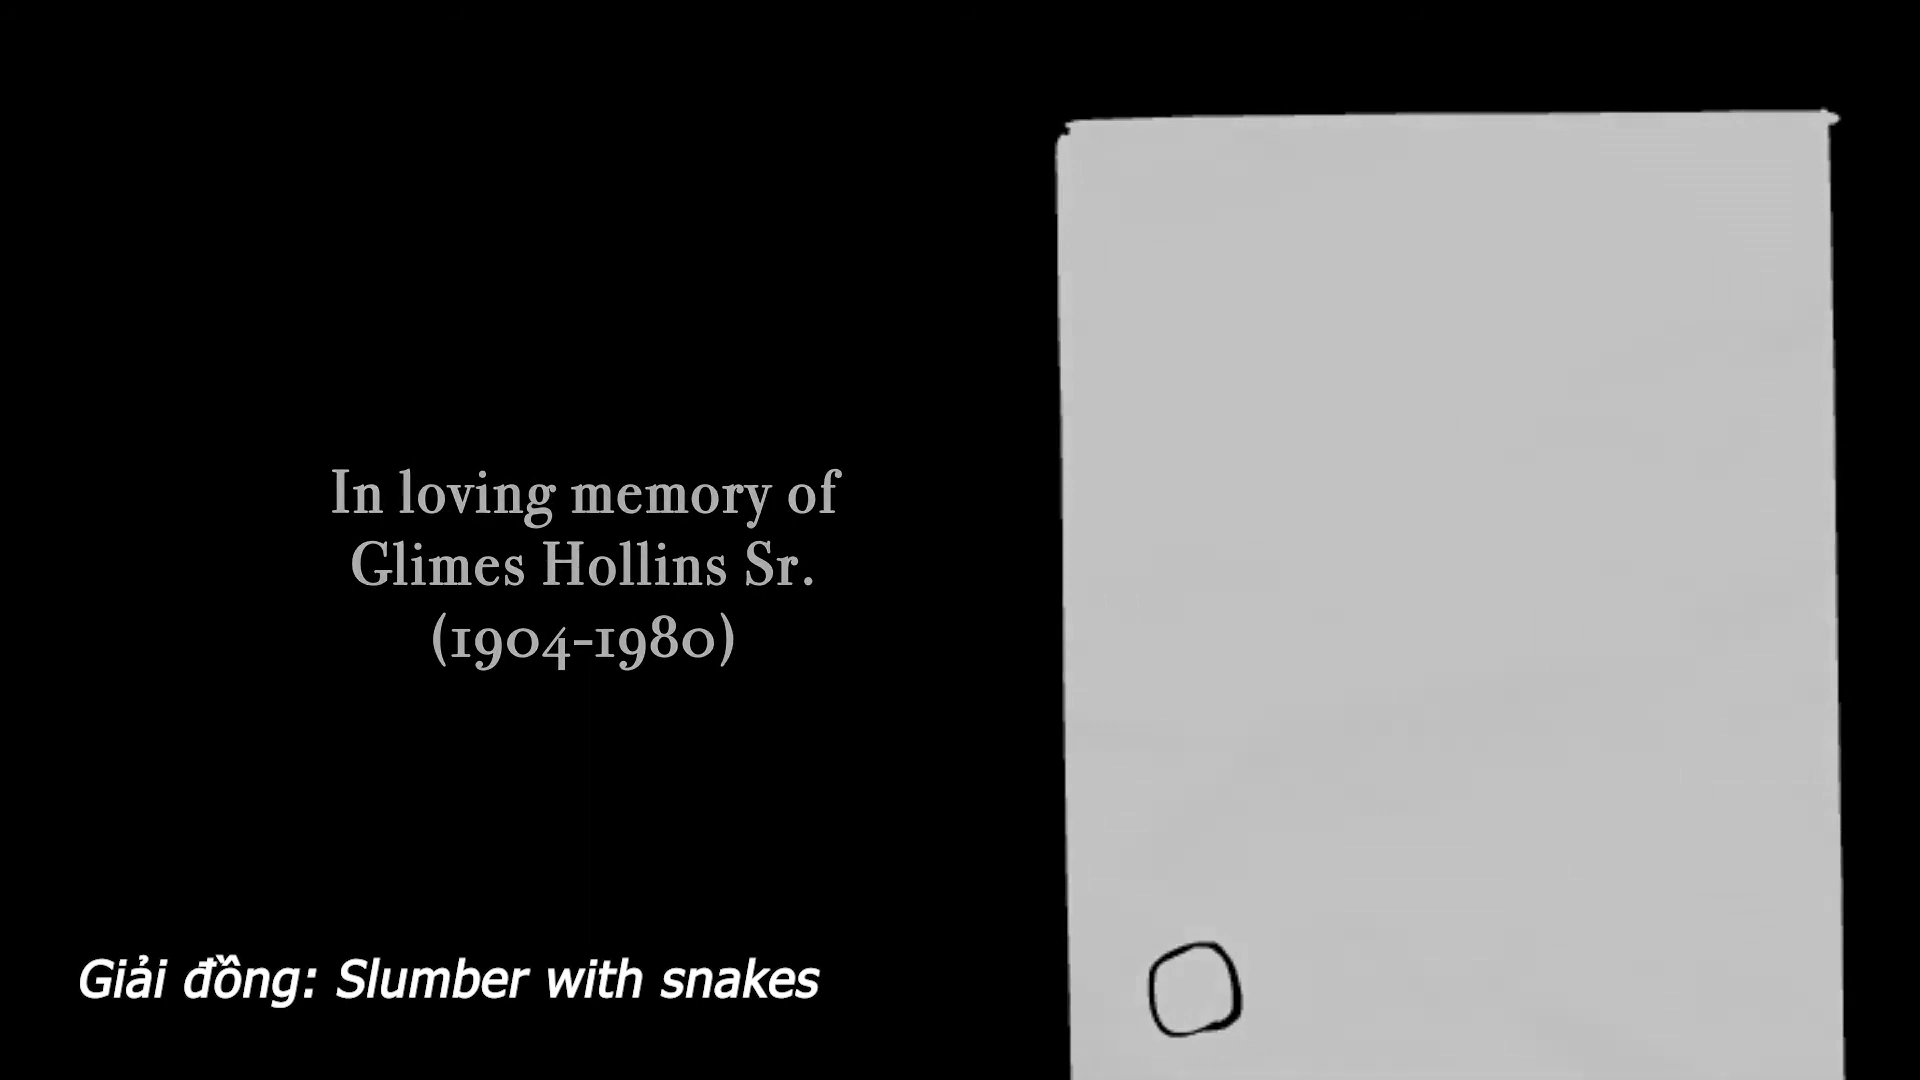 In loving memory of
Glimes Hollins Sr.
(1904-1980)
Giải đồng: Slumber with snakes